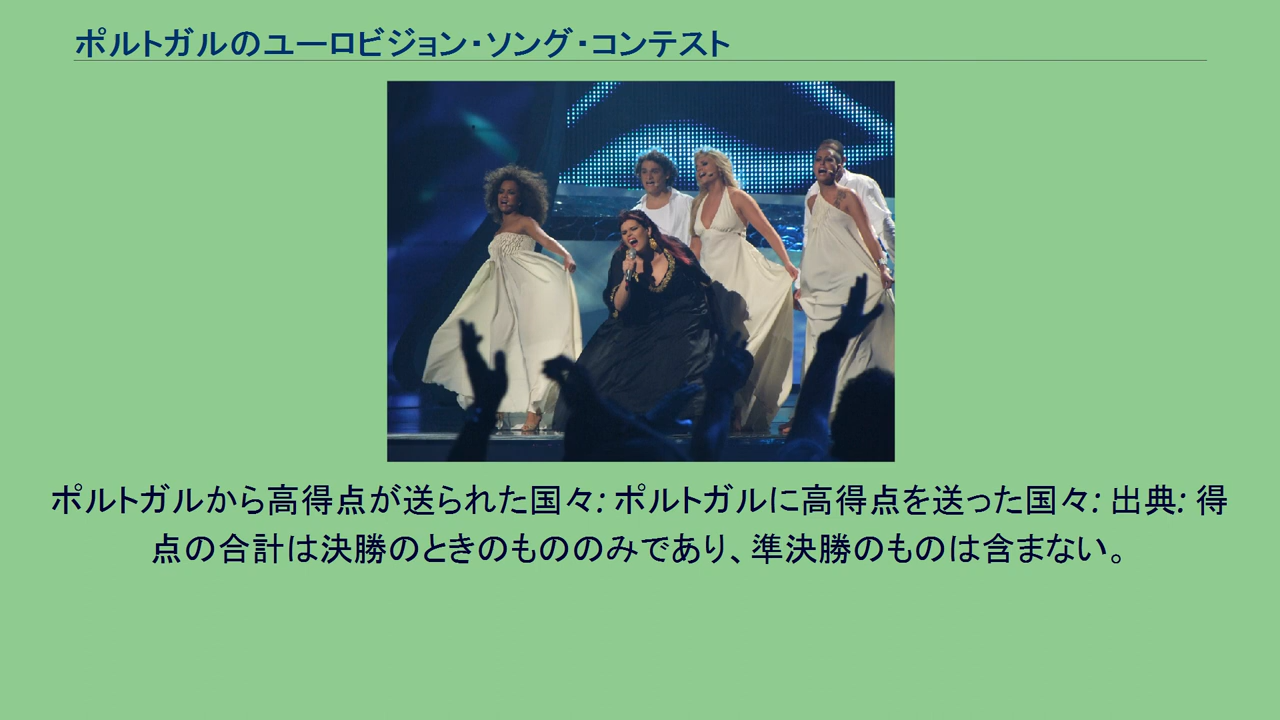 ポルトガルのユーロビジョン・ソング・コンテスト
ポルトガルから高得点が送られた国々: ポルトガルに高得点を送った国々: 出典: 得
点の合計は決勝のときのもののみであり、準決勝のものは含まない。